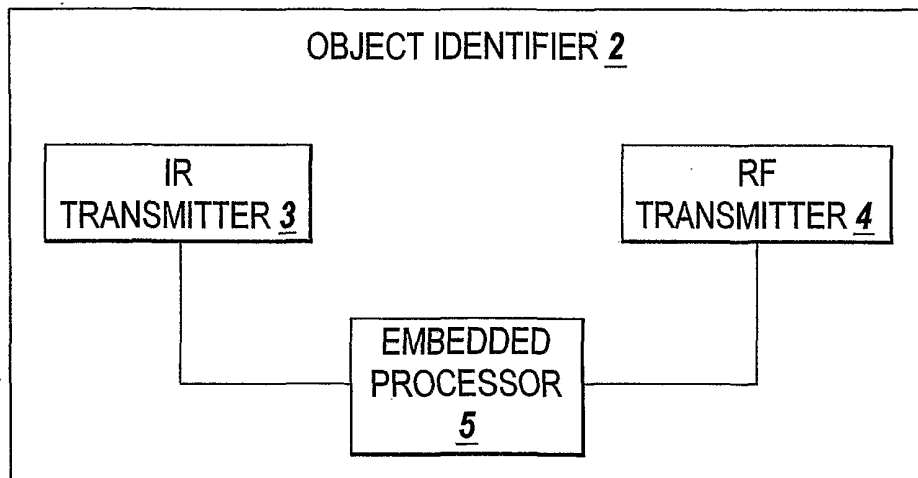 OBJECT IDENTIFIER 2
IR
TRANSMITTER 3
RF
TRANSMITTER 4
EMBEDDED
PROCESSOR
5